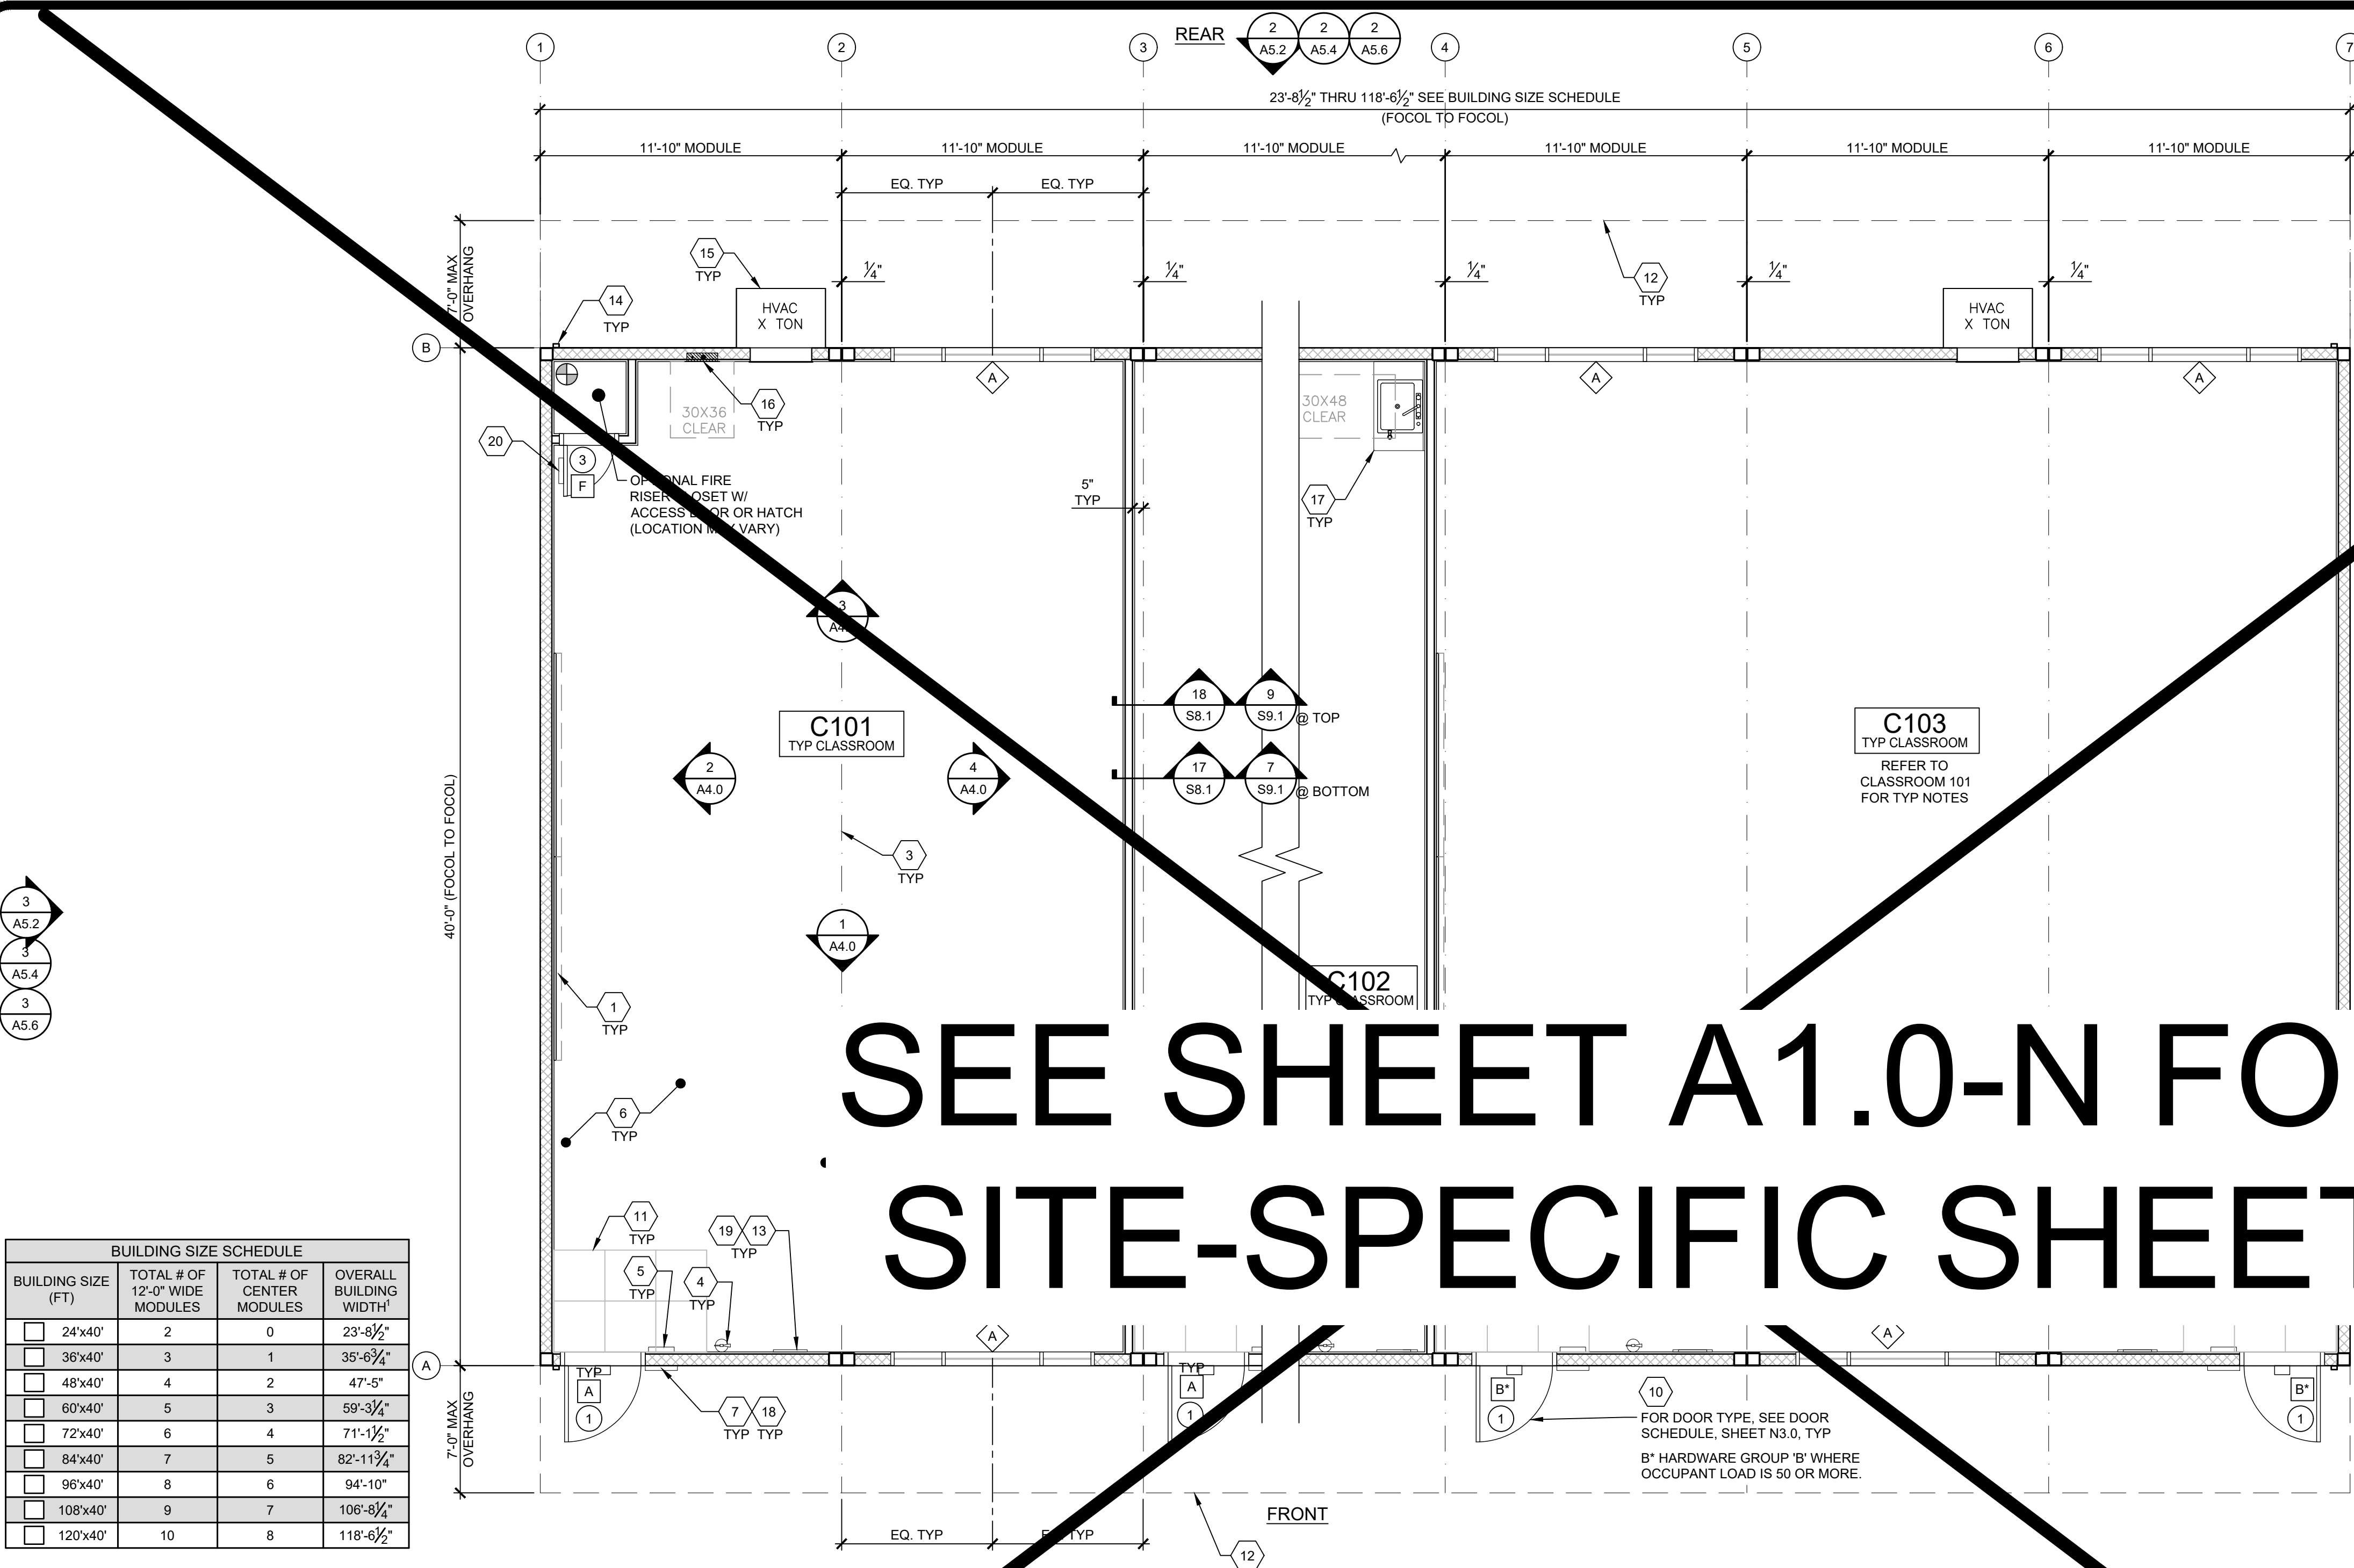 REAR
2
A5.2
2
A5.4
2
A5.6
1
2
3
4
5
6
7
23'-8½" THRU 118'-6½" SEE BUILDING SIZE SCHEDULE
(FOCOL TO FOCOL)
11'-10" MODULE
11'-10" MODULE
11'-10" MODULE
11'-10" MODULE
11'-10" MODULE
11'-10" MODULE
EQ. TYP
EQ. TYP
7'-0" MAX
OVERHANG
15
TYP
¼"
¼"
¼"
¼"
¼"
12
TYP
14
TYP
HVAC
X TON
HVAC
X TON
B
A
A
A
16
TYP
30X36
CLEAR
30X48
CLEAR
20
3
F
OPTIONAL FIRE
RISER CLOSET W/
ACCESS DOOR OR HATCH
(LOCATION MAY VARY)
5"
TYP
17
TYP
3
18
S8.1
9
S9.1
@ TOP
C101
TYP CLASSROOM
C103
TYP CLASSROOM
REFER TO
CLASSROOM 101
FOR TYP NOTES
2
A4.0
4
A4.0
17
S8.1
7
S9.1
@ BOTTOM
3
TYP
40'-0" (FOCOL TO FOCOL)
3
A5.2
3
A5.4
3
A5.6
1
A4.0
C102
TYP CLASSROOM
1
TYP
SEE SHEET A1.0-N FO
6
TYP
SITE-SPECIFIC SHEET
11
TYP
19
13
TYP
5
TYP
4
TYP
A
A
A
TYP
A
1
TYP
A
1
B*
1
B*
1
7
TYP
18
TYP
10
FOR DOOR TYPE, SEE DOOR
SCHEDULE, SHEET N3.0, TYP
B* HARDWARE GROUP 'B' WHERE
OCCUPANT LOAD IS 50 OR MORE.
7'-0" MAX
OVERHANG
FRONT
EQ. TYP
EQ. TYP
12
BUILDING SIZE SCHEDULE
BUILDING SIZE (FT) TOTAL # OF 12'-0" WIDE MODULES TOTAL # OF CENTER MODULES OVERALL BUILDING WIDTH¹
24'x40' 2 0 23'-8½"
36'x40' 3 1 35'-6¾"
48'x40' 4 2 47'-5"
60'x40' 5 3 59'-3¼"
72'x40' 6 4 71'-1½"
84'x40' 7 5 82'-11¾"
96'x40' 8 6 94'-10"
108'x40' 9 7 106'-8¼"
120'x40' 10 8 118'-6½"